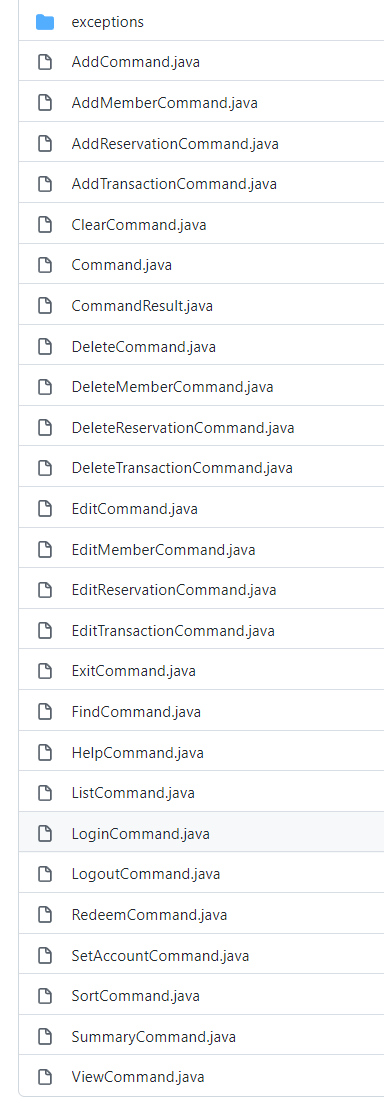 exceptions
AddCommand.java
AddMemberCommand.java
AddReservationCommand.java
AddTransactionCommand.java
ClearCommand.java
Command.java
CommandResult.java
DeleteCommand.java
DeleteMemberCommand.java
DeleteReservationCommand.java
DeleteTransactionCommand.java
EditCommand.java
EditMemberCommand.java
EditReservationCommand.java
EditTransactionCommand.java
ExitCommand.java
FindCommand.java
HelpCommand.java
ListCommand.java
LoginCommand.java
LogoutCommand.java
RedeemCommand.java
SetAccountCommand.java
SortCommand.java
SummaryCommand.java
ViewCommand.java